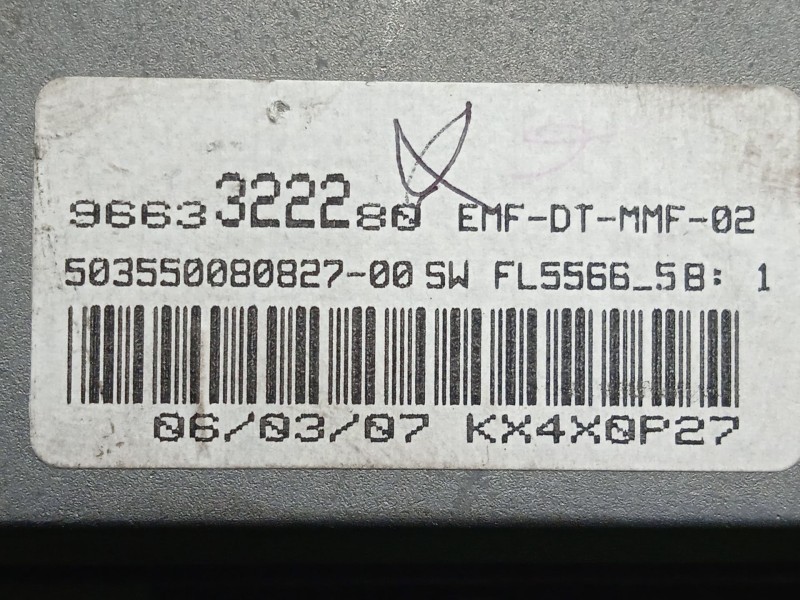 9663322280 EMF-DT-MMF-02
503550080827-00 SW FL5566_5B: 1
06/03/07 KX4X0P27